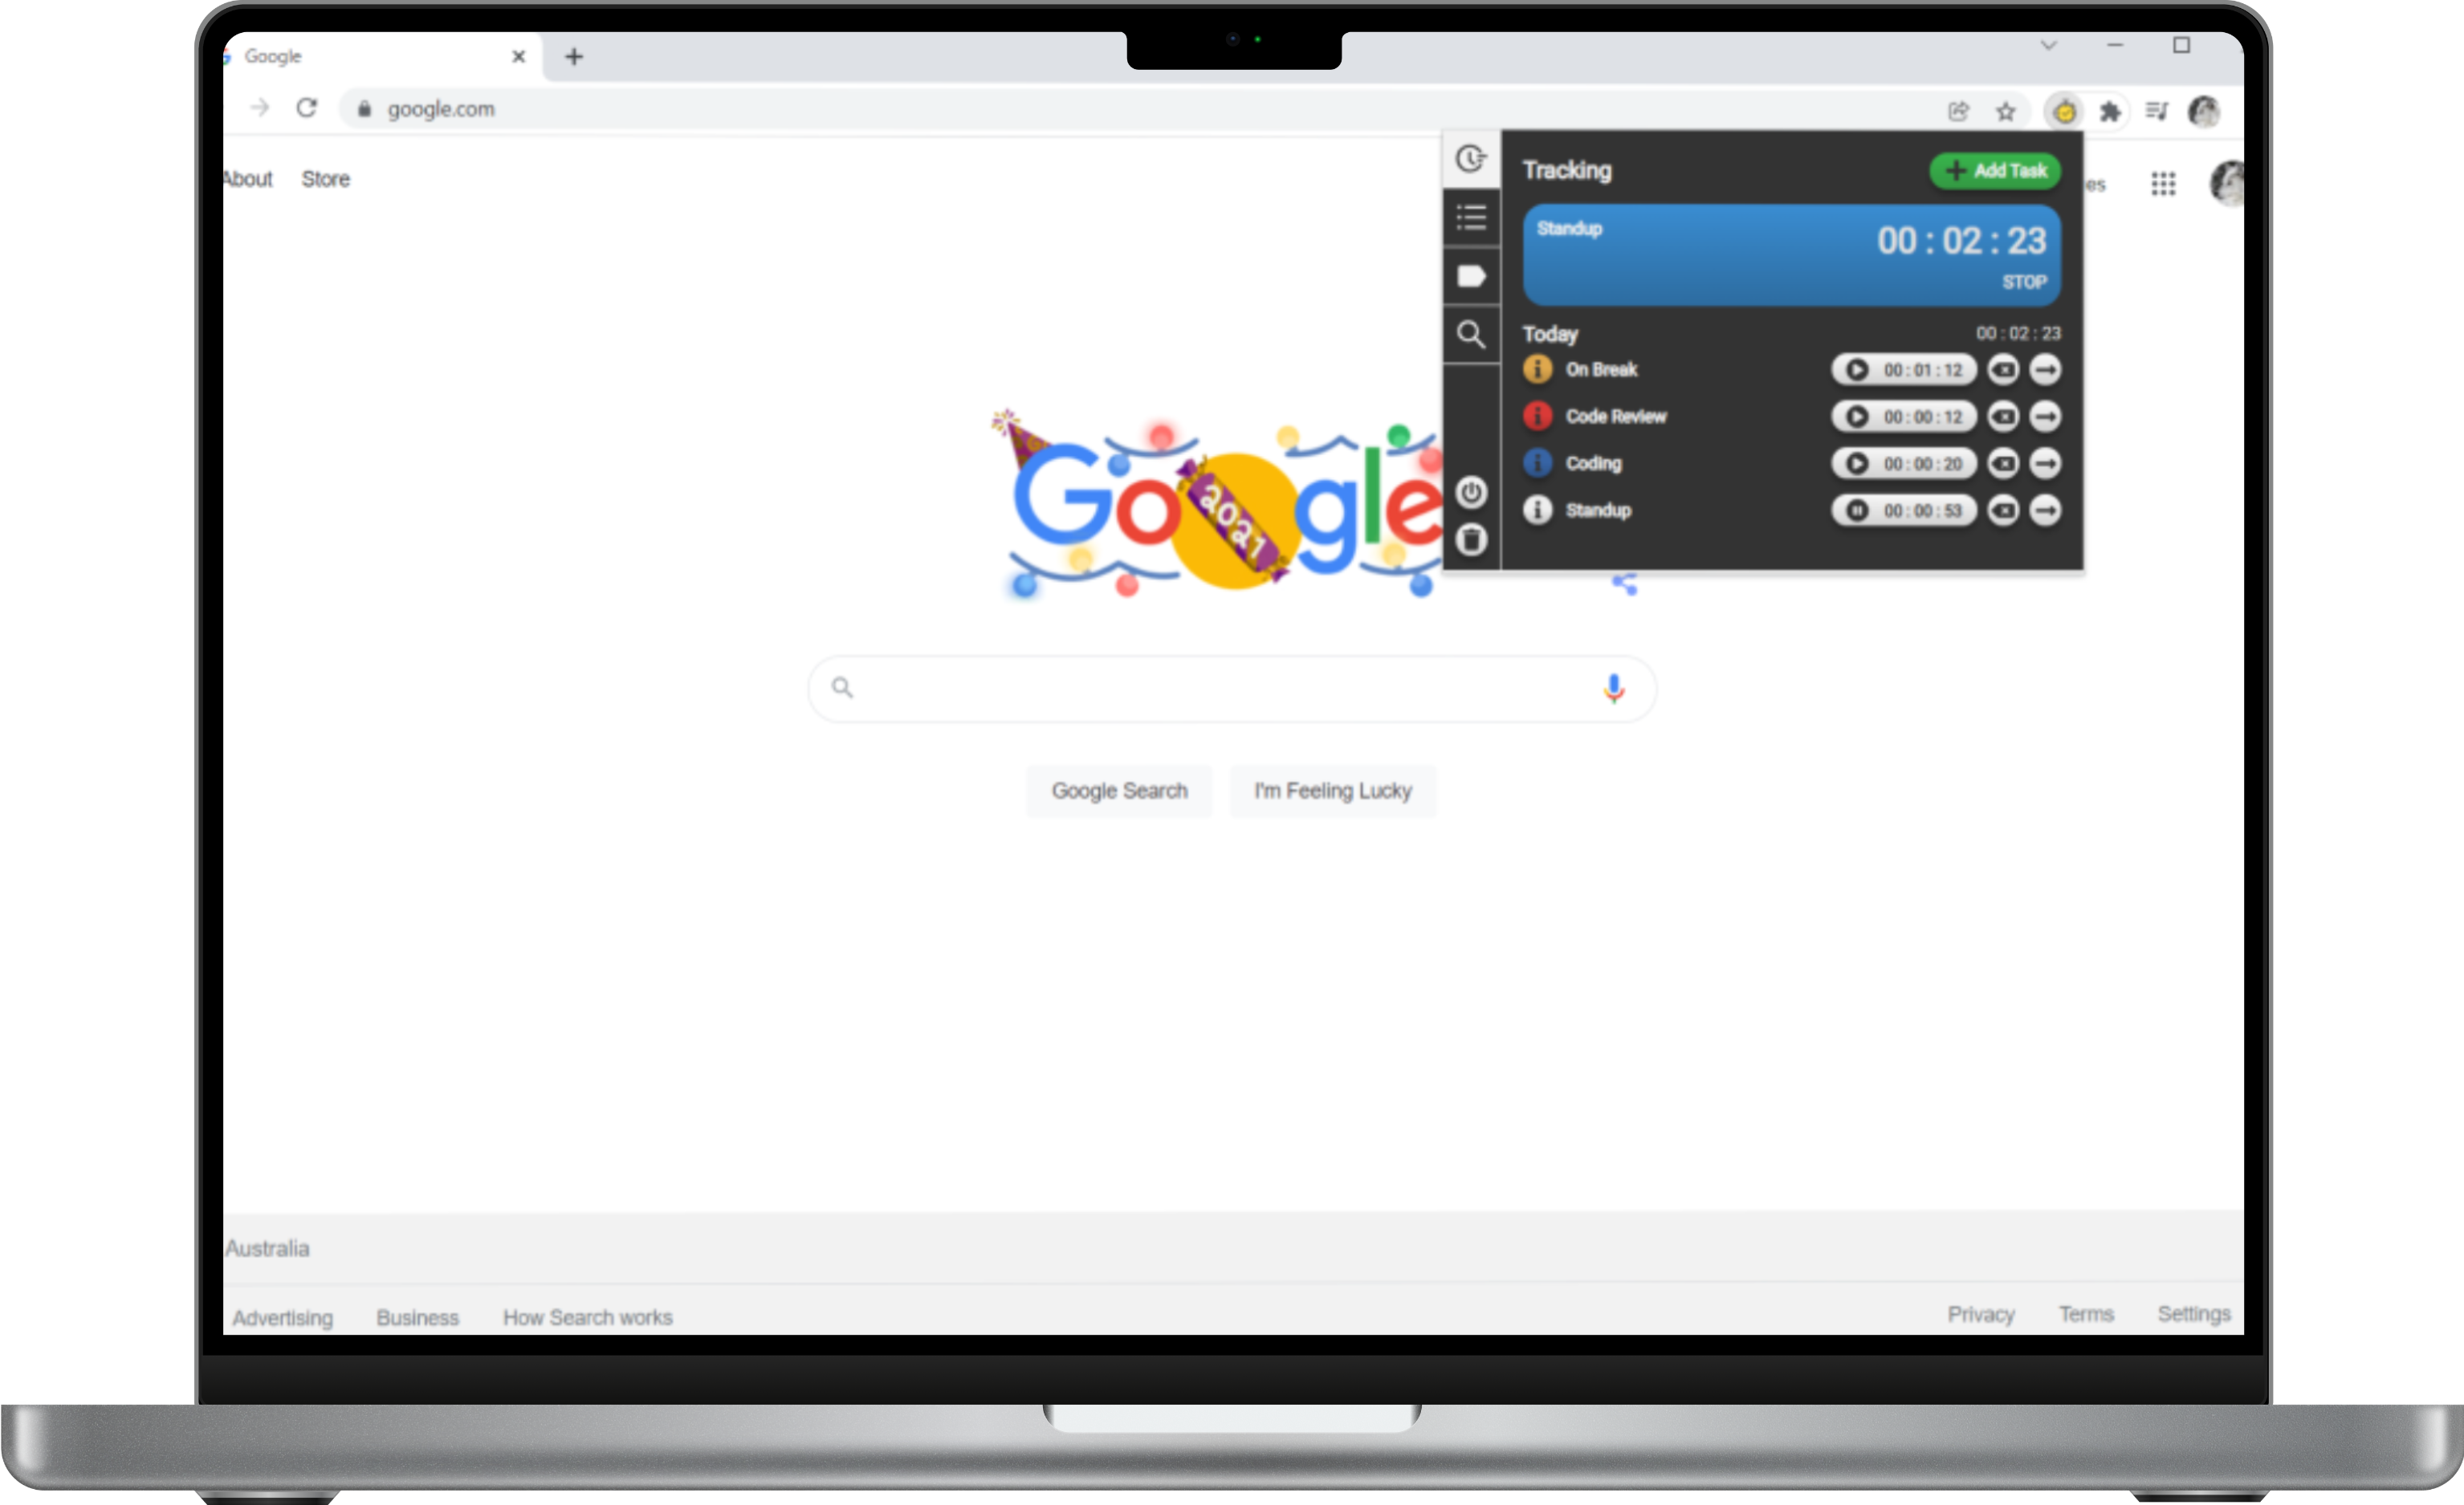 Google
google.com
About Store
es
Tracking
Add Task
Standup
00 : 02 : 23
STOP
Today 00 : 02 : 23
On Break 00 : 01 : 12
Code Review 00 : 00 : 12
Coding 00 : 00 : 20
Standup 00 : 00 : 53
Google
2021
Google Search I'm Feeling Lucky
Australia
Advertising Business How Search works Privacy Terms Settings